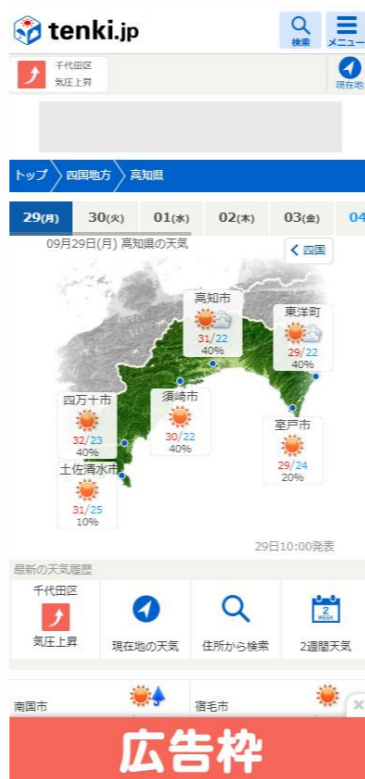 tenki.jp
検索
メニュー
千代田区
気圧上昇
現在地
トップ
四国地方
高知県
29(月)
30(火)
01(水)
02(木)
03(金)
04
09月29日(月) 高知県の天気
四国
高知市
31/22
40%
東洋町
29/22
40%
四万十市
32/23
40%
須崎市
30/22
40%
室戸市
29/24
20%
土佐清水市
31/25
10%
29日10:00発表
最新の天気履歴
千代田区
気圧上昇
現在地の天気
住所から検索
2
WEEK
2週間天気
南国市
宿毛市
広告枠